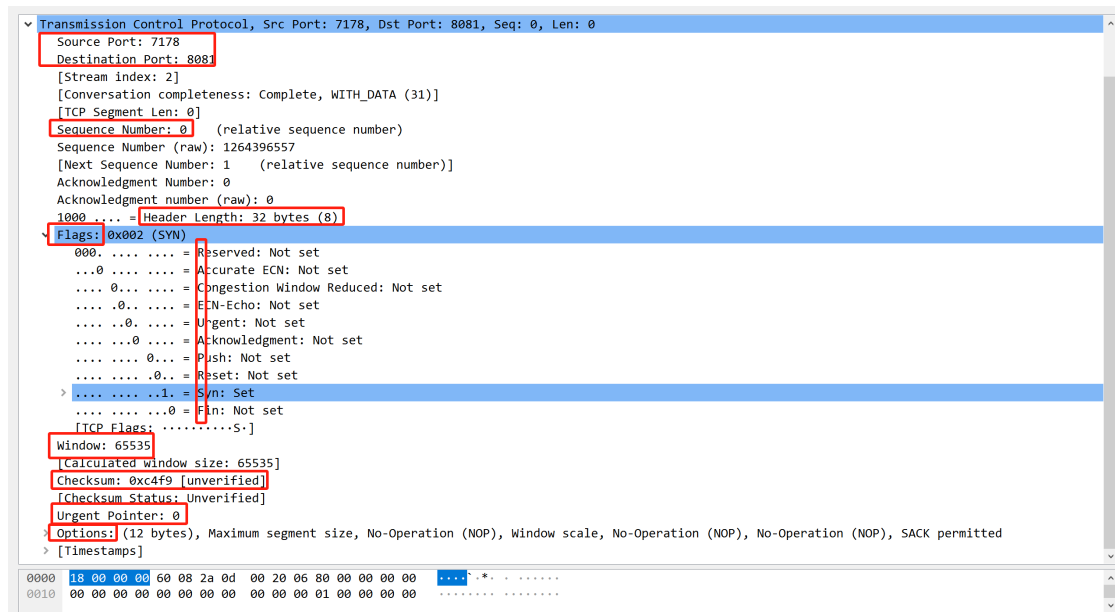 Transmission Control Protocol, Src Port: 7178, Dst Port: 8081, Seq: 0, Len: 0
Source Port: 7178
Destination Port: 8081
[Stream index: 2]
[Conversation completeness: Complete, WITH_DATA (31)]
[TCP Segment Len: 0]
Sequence Number: 0    (relative sequence number)
Sequence Number (raw): 1264396557
[Next Sequence Number: 1    (relative sequence number)]
Acknowledgment Number: 0
Acknowledgment number (raw): 0
1000 .... = Header Length: 32 bytes (8)
Flags: 0x002 (SYN)
000. .... .... = Reserved: Not set
...0 .... .... = Accurate ECN: Not set
.... 0... .... = Congestion Window Reduced: Not set
.... .0.. .... = ECN-Echo: Not set
.... ..0. .... = Urgent: Not set
.... ...0 .... = Acknowledgment: Not set
.... .... 0... = Push: Not set
.... .... .0.. = Reset: Not set
.... .... ..1. = Syn: Set
.... .... ...0 = Fin: Not set
[TCP Flags: ··········S·]
Window: 65535
[Calculated window size: 65535]
Checksum: 0xc4f9 [unverified]
[Checksum Status: Unverified]
Urgent Pointer: 0
Options: (12 bytes), Maximum segment size, No-Operation (NOP), Window scale, No-Operation (NOP), No-Operation (NOP), SACK permitted
[Timestamps]
0000  18 00 00 00 60 08 2a 0d  00 20 06 80 00 00 00 00  ····`·*· · ······
0010  00 00 00 00 00 00 00 00  00 00 00 01 00 00 00 00  ········ ········